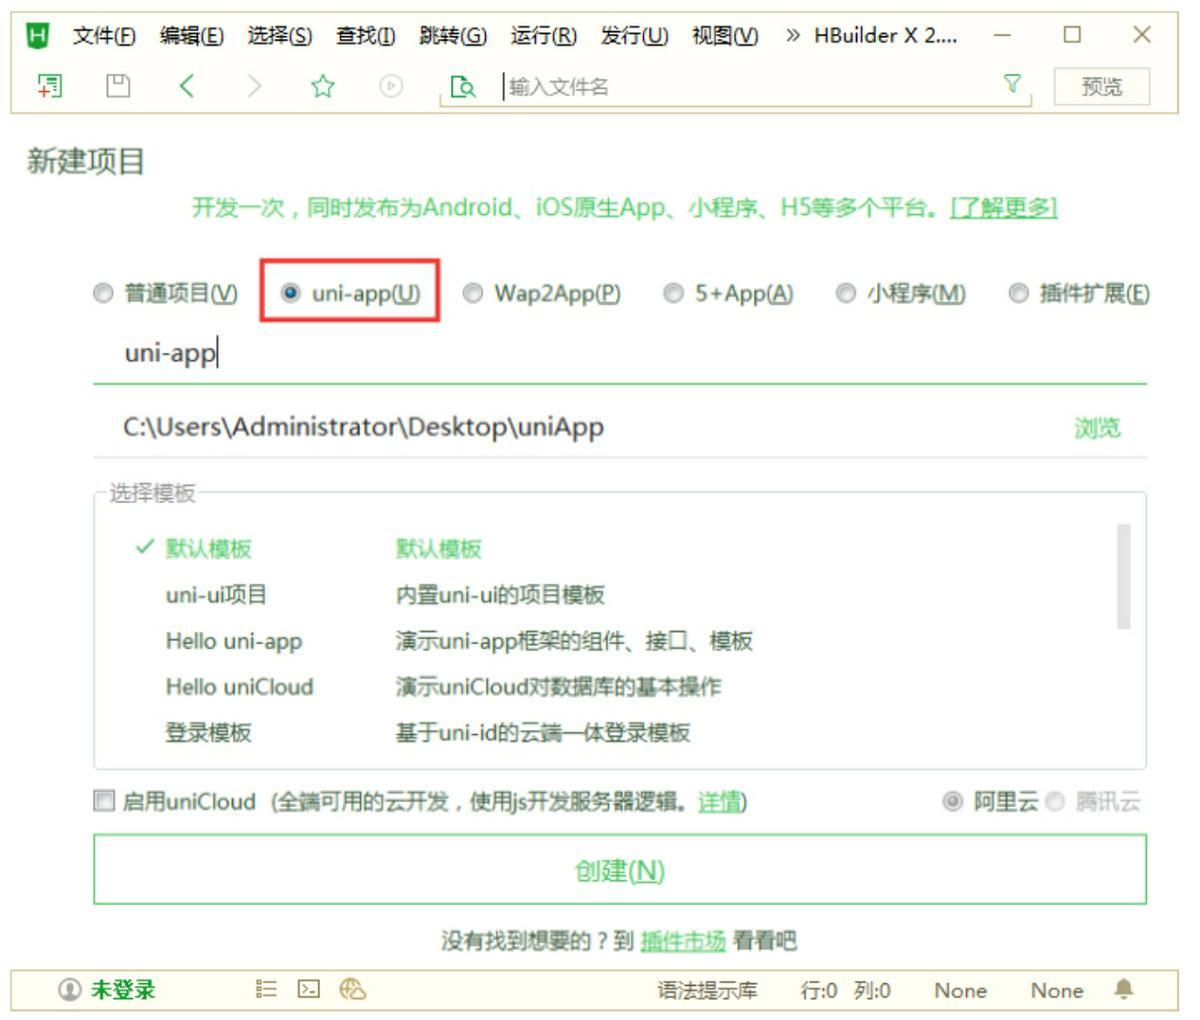 文件(F) 编辑(E) 选择(S) 查找(I) 跳转(G) 运行(R) 发行(U) 视图(V) » HBuilder X 2....
输入文件名 预览
新建项目
开发一次，同时发布为Android、iOS原生App、小程序、H5等多个平台。[了解更多]
普通项目(V) uni-app(U) Wap2App(P) 5+App(A) 小程序(M) 插件扩展(E)
uni-app
C:\Users\Administrator\Desktop\uniApp 浏览
选择模板
默认模板 默认模板
uni-ui项目 内置uni-ui的项目模板
Hello uni-app 演示uni-app框架的组件、接口、模板
Hello uniCloud 演示uniCloud对数据库的基本操作
登录模板 基于uni-id的云端一体登录模板
启用uniCloud (全端可用的云开发，使用js开发服务器逻辑。详情) 阿里云 腾讯云
创建(N)
没有找到想要的？到 插件市场 看看吧
未登录 语法提示库 行:0 列:0 None None